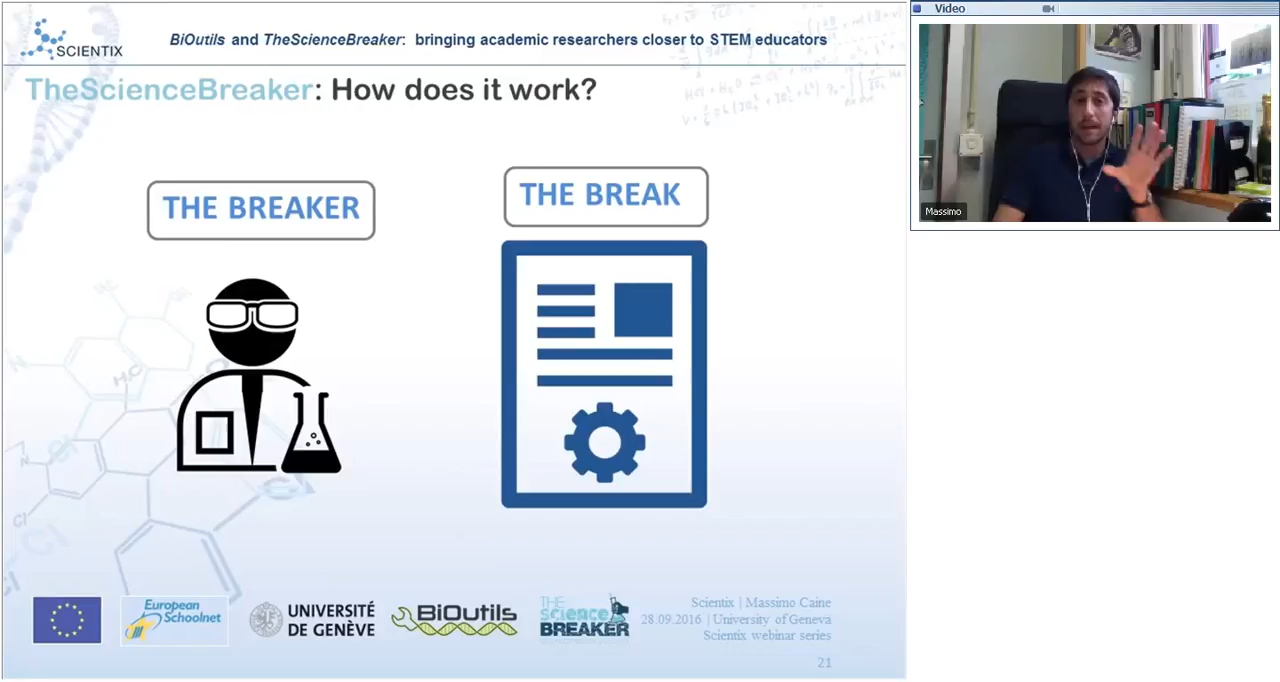 SCIENTIX
BiOutils and TheScienceBreaker: bringing academic researchers closer to STEM educators
TheScienceBreaker: How does it work?
THE BREAKER
THE BREAK
European
Schoolnet
UNIVERSITÉ
DE GENÈVE
BiOutils
THE
science
BREAKER
Scientix | Massimo Caine
28.09.2016 | University of Geneva
Scientix webinar series
21
Video
Massimo